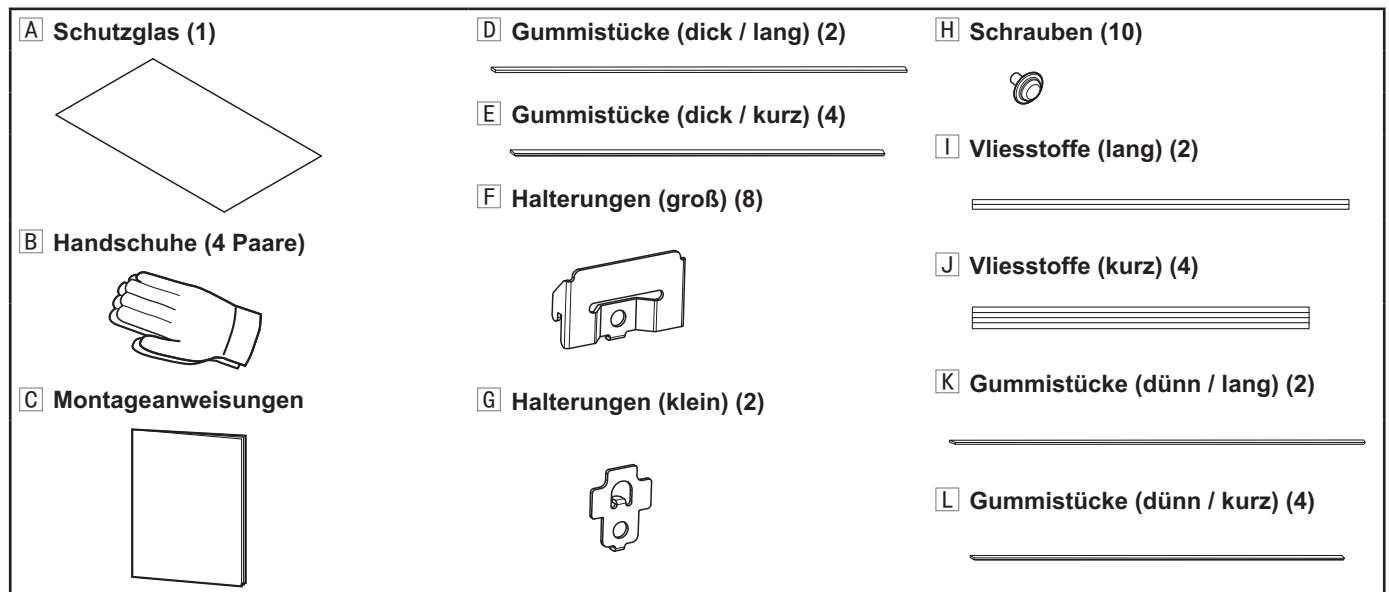 A Schutzglas (1)
B Handschuhe (4 Paare)
C Montageanweisungen
D Gummistücke (dick / lang) (2)
E Gummistücke (dick / kurz) (4)
F Halterungen (groß) (8)
G Halterungen (klein) (2)
H Schrauben (10)
I Vliesstoffe (lang) (2)
J Vliesstoffe (kurz) (4)
K Gummistücke (dünn / lang) (2)
L Gummistücke (dünn / kurz) (4)